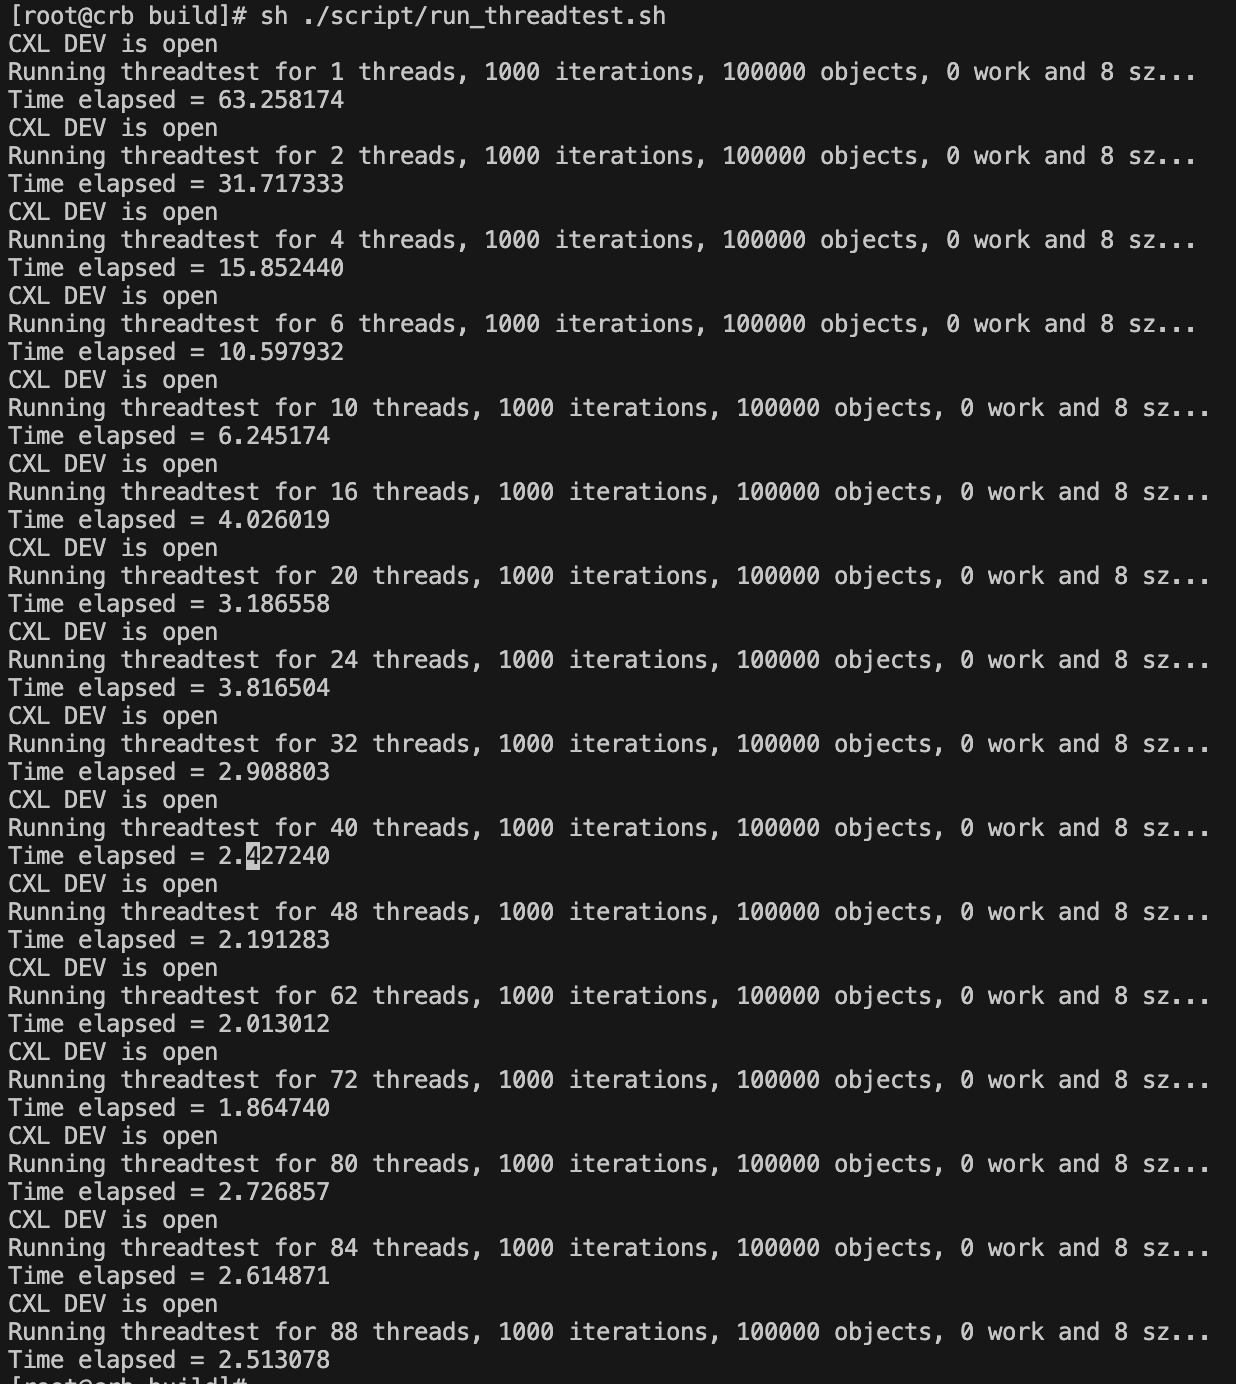 [root@crb build]# sh ./script/run_threadtest.sh
CXL DEV is open
Running threadtest for 1 threads, 1000 iterations, 100000 objects, 0 work and 8 sz...
Time elapsed = 63.258174
CXL DEV is open
Running threadtest for 2 threads, 1000 iterations, 100000 objects, 0 work and 8 sz...
Time elapsed = 31.717333
CXL DEV is open
Running threadtest for 4 threads, 1000 iterations, 100000 objects, 0 work and 8 sz...
Time elapsed = 15.852440
CXL DEV is open
Running threadtest for 6 threads, 1000 iterations, 100000 objects, 0 work and 8 sz...
Time elapsed = 10.597932
CXL DEV is open
Running threadtest for 10 threads, 1000 iterations, 100000 objects, 0 work and 8 sz...
Time elapsed = 6.245174
CXL DEV is open
Running threadtest for 16 threads, 1000 iterations, 100000 objects, 0 work and 8 sz...
Time elapsed = 4.026019
CXL DEV is open
Running threadtest for 20 threads, 1000 iterations, 100000 objects, 0 work and 8 sz...
Time elapsed = 3.186558
CXL DEV is open
Running threadtest for 24 threads, 1000 iterations, 100000 objects, 0 work and 8 sz...
Time elapsed = 3.816504
CXL DEV is open
Running threadtest for 32 threads, 1000 iterations, 100000 objects, 0 work and 8 sz...
Time elapsed = 2.908803
CXL DEV is open
Running threadtest for 40 threads, 1000 iterations, 100000 objects, 0 work and 8 sz...
Time elapsed = 2.427240
CXL DEV is open
Running threadtest for 48 threads, 1000 iterations, 100000 objects, 0 work and 8 sz...
Time elapsed = 2.191283
CXL DEV is open
Running threadtest for 62 threads, 1000 iterations, 100000 objects, 0 work and 8 sz...
Time elapsed = 2.013012
CXL DEV is open
Running threadtest for 72 threads, 1000 iterations, 100000 objects, 0 work and 8 sz...
Time elapsed = 1.864740
CXL DEV is open
Running threadtest for 80 threads, 1000 iterations, 100000 objects, 0 work and 8 sz...
Time elapsed = 2.726857
CXL DEV is open
Running threadtest for 84 threads, 1000 iterations, 100000 objects, 0 work and 8 sz...
Time elapsed = 2.614871
CXL DEV is open
Running threadtest for 88 threads, 1000 iterations, 100000 objects, 0 work and 8 sz...
Time elapsed = 2.513078
[root@crb build]#